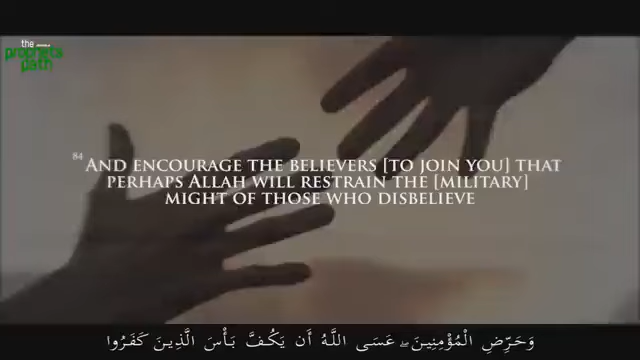 the
prophets
path
84 AND ENCOURAGE THE BELIEVERS [TO JOIN YOU] THAT
PERHAPS ALLAH WILL RESTRAIN THE [MILITARY]
MIGHT OF THOSE WHO DISBELIEVE
وَحَرِّضِ الْمُؤْمِنِينَ ۖ عَسَى اللَّهُ أَن يَكُفَّ بَأْسَ الَّذِينَ كَفَرُوا